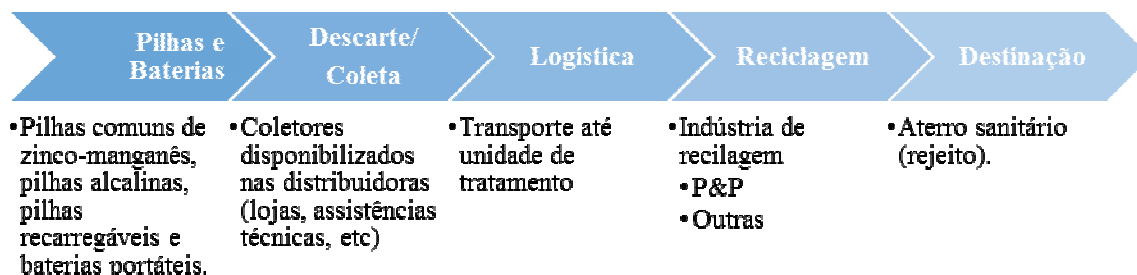 Pilhas e
Baterias
Descarte/
Coleta
Logística
Reciclagem
Destinação
•Pilhas comuns de
zinco-manganês,
pilhas alcalinas,
pilhas
recarregáveis e
baterias portáteis.
•Coletores
disponibilizados
nas distribuidoras
(lojas, assistências
técnicas, etc)
•Transporte até
unidade de
tratamento
•Indústria de
recilagem
•P&P
•Outras
•Aterro sanitário
(rejeito).